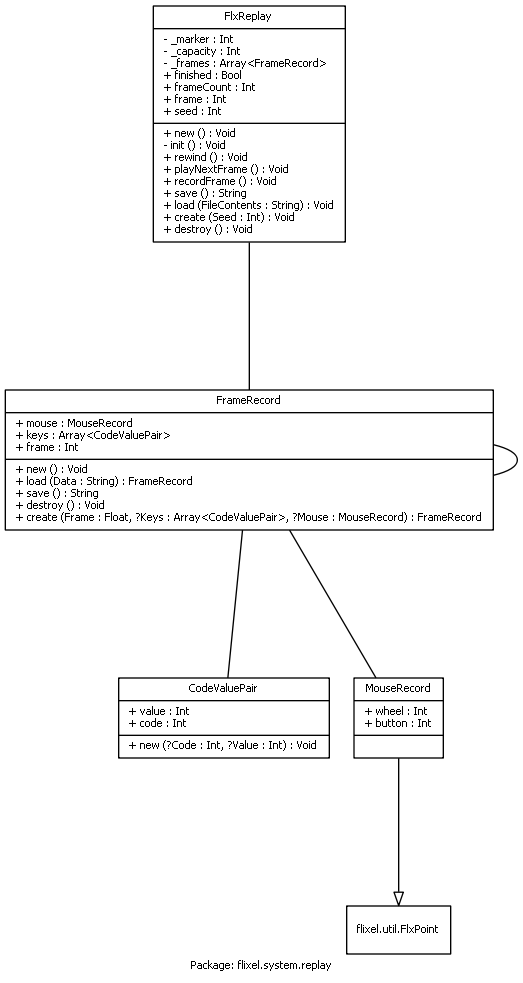 FlxReplay
- _marker : Int
- _capacity : Int
- _frames : Array<FrameRecord>
+ finished : Bool
+ frameCount : Int
+ frame : Int
+ seed : Int
+ new () : Void
- init () : Void
+ rewind () : Void
+ playNextFrame () : Void
+ recordFrame () : Void
+ save () : String
+ load (FileContents : String) : Void
+ create (Seed : Int) : Void
+ destroy () : Void
FrameRecord
+ mouse : MouseRecord
+ keys : Array<CodeValuePair>
+ frame : Int
+ new () : Void
+ load (Data : String) : FrameRecord
+ save () : String
+ destroy () : Void
+ create (Frame : Float, ?Keys : Array<CodeValuePair>, ?Mouse : MouseRecord) : FrameRecord
CodeValuePair
+ value : Int
+ code : Int
+ new (?Code : Int, ?Value : Int) : Void
MouseRecord
+ wheel : Int
+ button : Int
flixel.util.FlxPoint
Package: flixel.system.replay